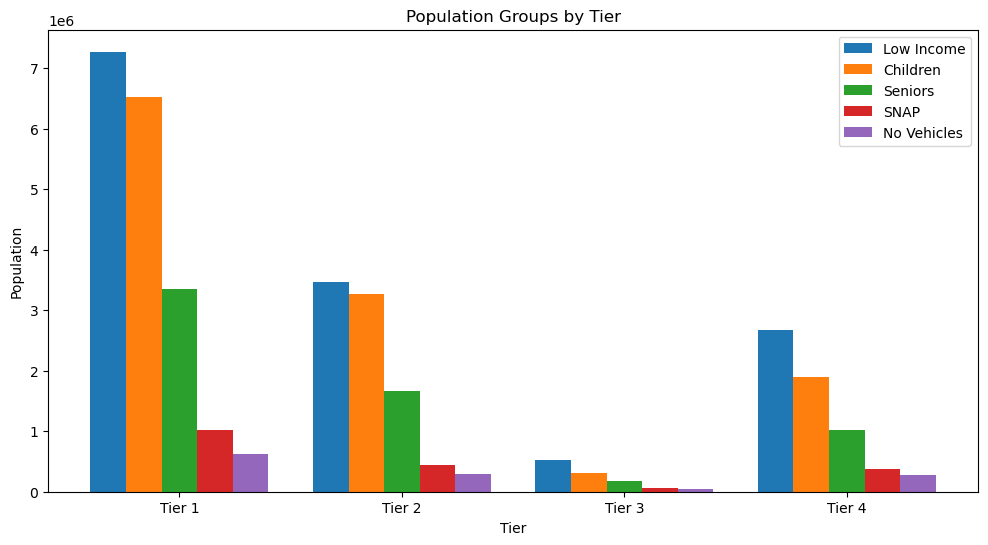 Population Groups by Tier
1e6
7
6
5
4
3
2
1
0
Population
Low Income
Children
Seniors
SNAP
No Vehicles
Tier 1
Tier 2
Tier 3
Tier 4
Tier